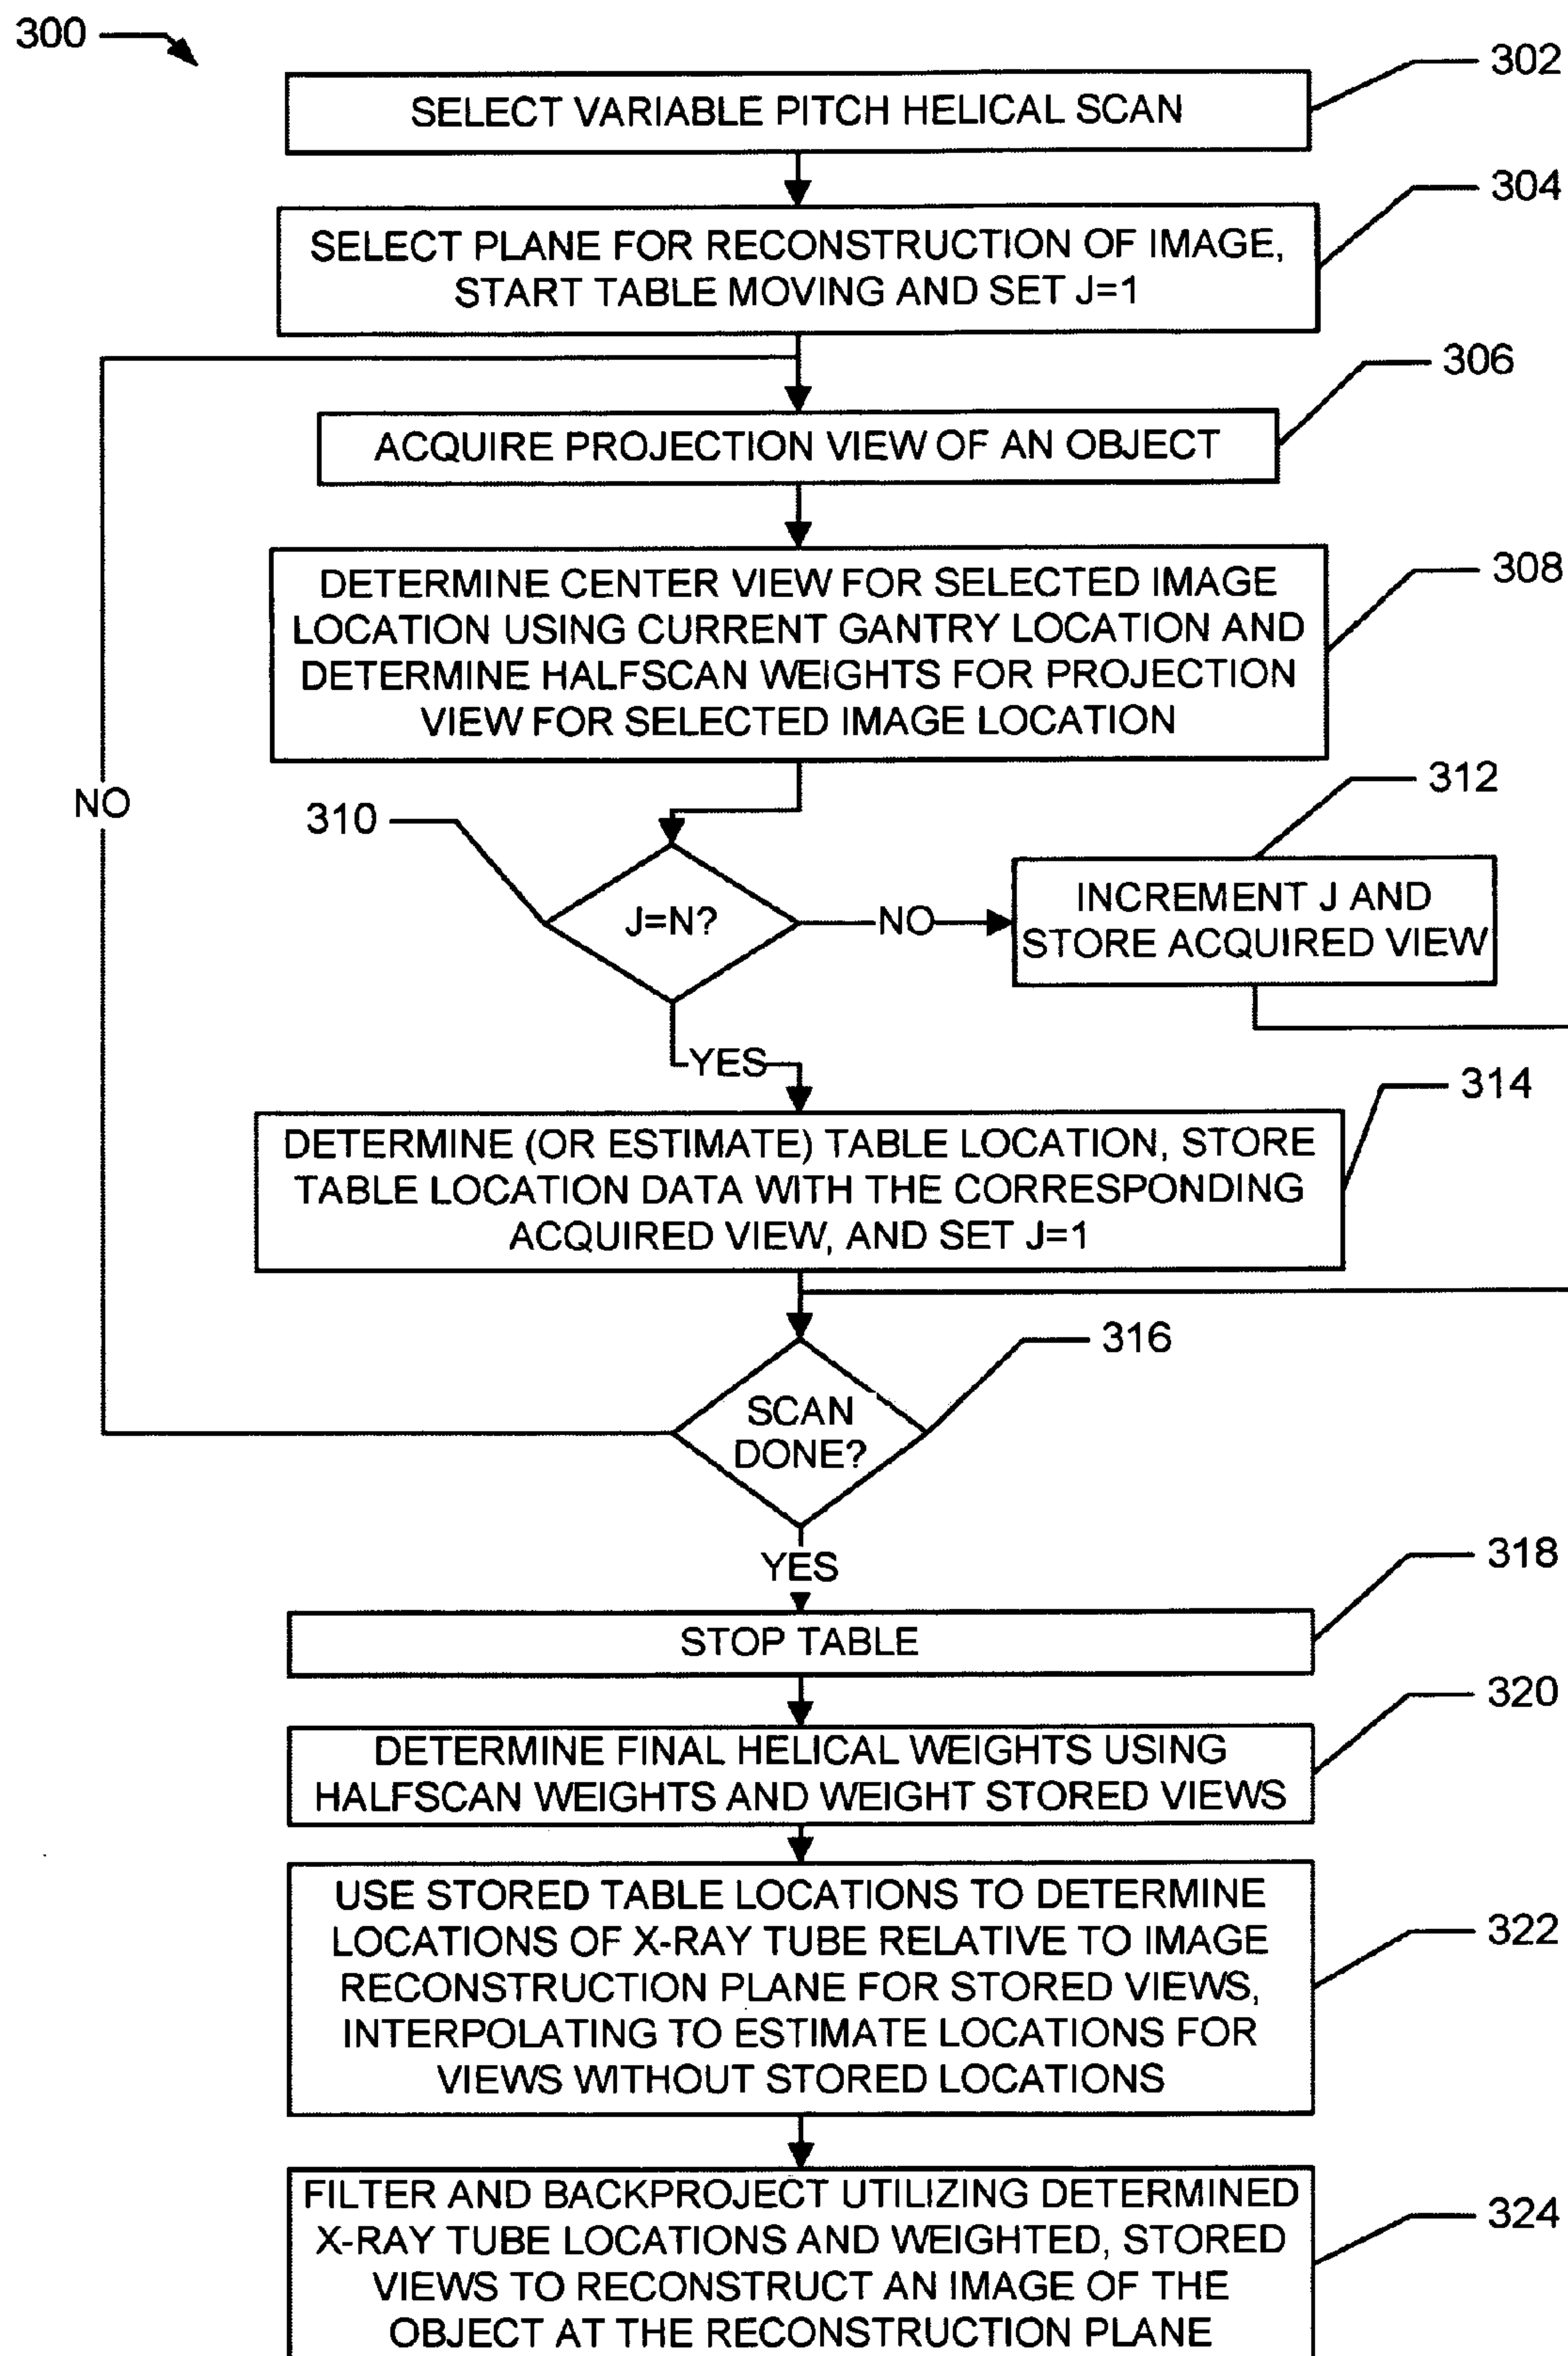 300
302
SELECT VARIABLE PITCH HELICAL SCAN
304
SELECT PLANE FOR RECONSTRUCTION OF IMAGE,
START TABLE MOVING AND SET J=1
306
ACQUIRE PROJECTION VIEW OF AN OBJECT
308
DETERMINE CENTER VIEW FOR SELECTED IMAGE
LOCATION USING CURRENT GANTRY LOCATION AND
DETERMINE HALFSCAN WEIGHTS FOR PROJECTION
VIEW FOR SELECTED IMAGE LOCATION
NO
310
J=N?
NO
312
INCREMENT J AND
STORE ACQUIRED VIEW
YES
314
DETERMINE (OR ESTIMATE) TABLE LOCATION, STORE
TABLE LOCATION DATA WITH THE CORRESPONDING
ACQUIRED VIEW, AND SET J=1
316
SCAN
DONE?
YES
318
STOP TABLE
320
DETERMINE FINAL HELICAL WEIGHTS USING
HALFSCAN WEIGHTS AND WEIGHT STORED VIEWS
322
USE STORED TABLE LOCATIONS TO DETERMINE
LOCATIONS OF X-RAY TUBE RELATIVE TO IMAGE
RECONSTRUCTION PLANE FOR STORED VIEWS,
INTERPOLATING TO ESTIMATE LOCATIONS FOR
VIEWS WITHOUT STORED LOCATIONS
324
FILTER AND BACKPROJECT UTILIZING DETERMINED
X-RAY TUBE LOCATIONS AND WEIGHTED, STORED
VIEWS TO RECONSTRUCT AN IMAGE OF THE
OBJECT AT THE RECONSTRUCTION PLANE